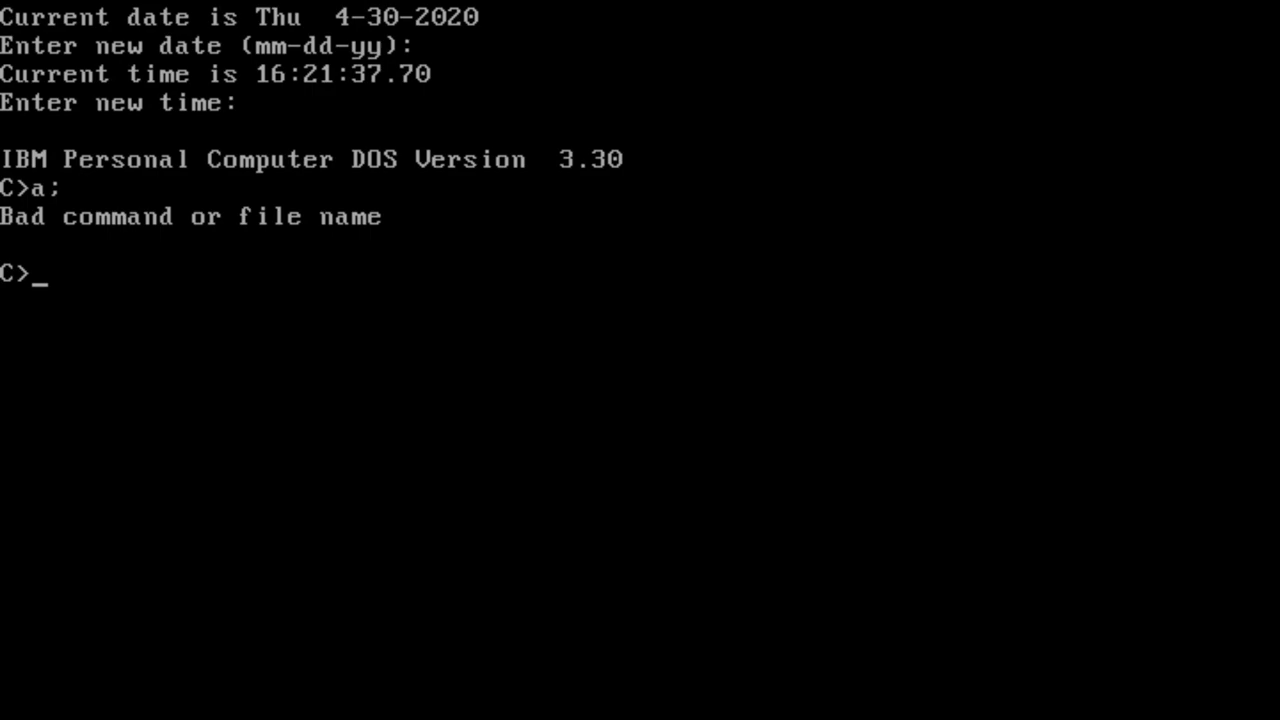 Current date is Thu  4-30-2020
Enter new date (mm-dd-yy):
Current time is 16:21:37.70
Enter new time:

IBM Personal Computer DOS Version  3.30
C>a;
Bad command or file name

C>_